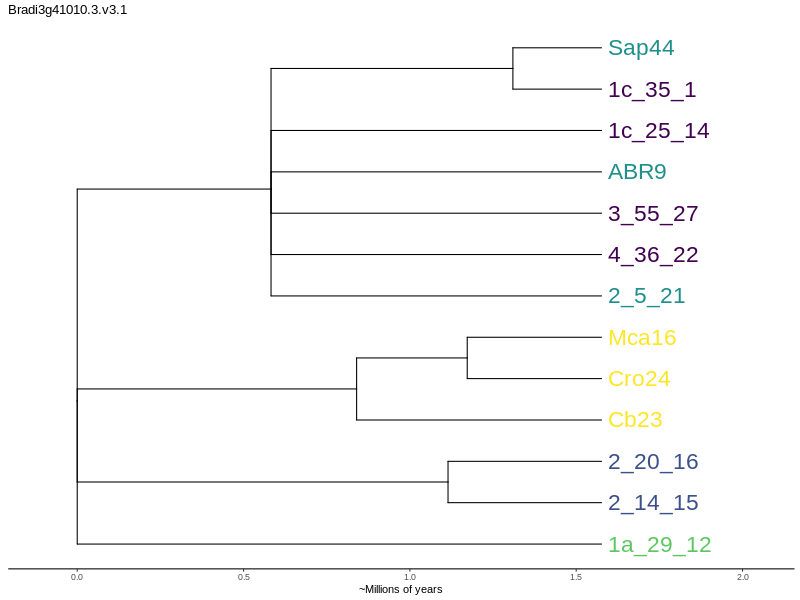 Bradi3g41010.3.v3.1
Sap44
1c_35_1
1c_25_14
ABR9
3_55_27
4_36_22
2_5_21
Mca16
Cro24
Cb23
2_20_16
2_14_15
1a_29_12
0.0 0.5 1.0 1.5 2.0
~Millions of years